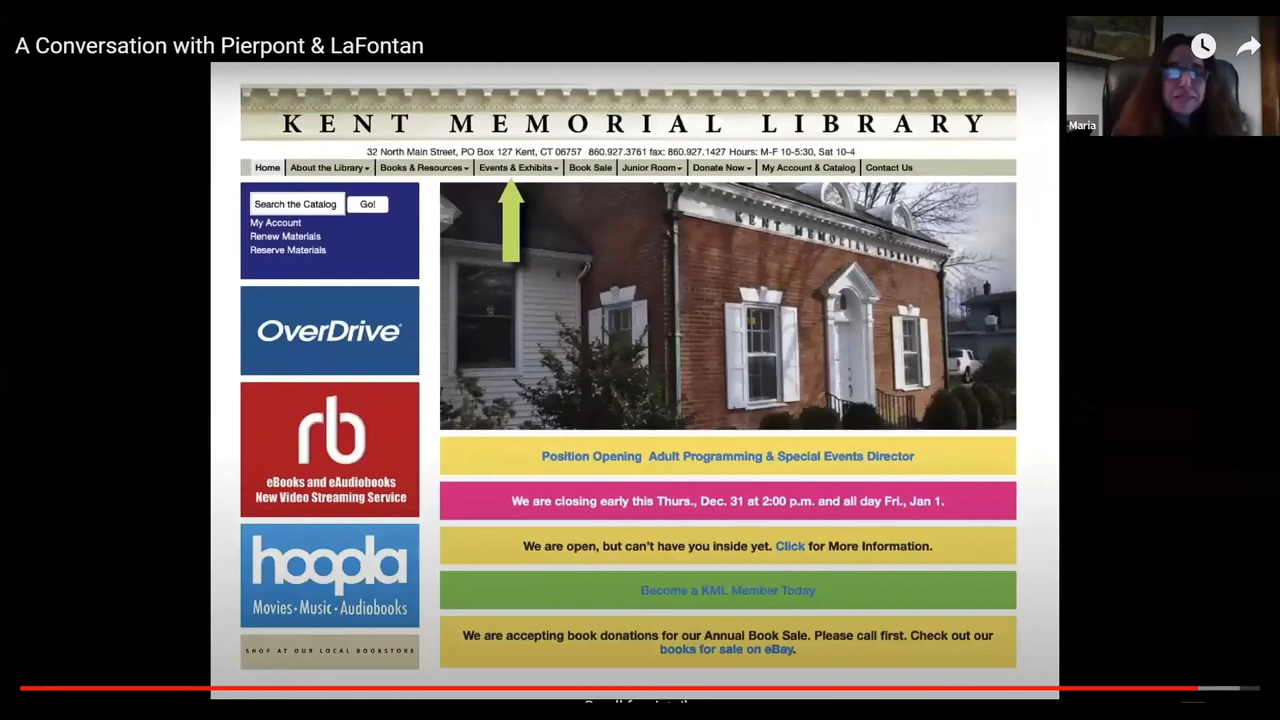 A Conversation with Pierpont & LaFontan
Maria
KENT MEMORIAL LIBRARY
32 North Main Street, PO Box 127 Kent, CT 06757 860.927.3761 fax: 860.927.1427 Hours: M-F 10-5:30, Sat 10-4
Home About the Library Books & Resources Events & Exhibits Book Sale Junior Room Donate Now My Account & Catalog Contact Us
Search the Catalog Go!
My Account
Renew Materials
Reserve Materials
KENT MEMORIAL LIBRARY
OverDrive
rb
eBooks and eAudiobooks
New Video Streaming Service
hoopla
Movies • Music • Audiobooks
SHOP AT OUR LOCAL BOOKSTORE
Position Opening Adult Programming & Special Events Director
We are closing early this Thurs., Dec. 31 at 2:00 p.m. and all day Fri., Jan 1.
We are open, but can't have you inside yet. Click for More Information.
Become a KML Member Today
We are accepting book donations for our Annual Book Sale. Please call first. Check out our
books for sale on eBay.